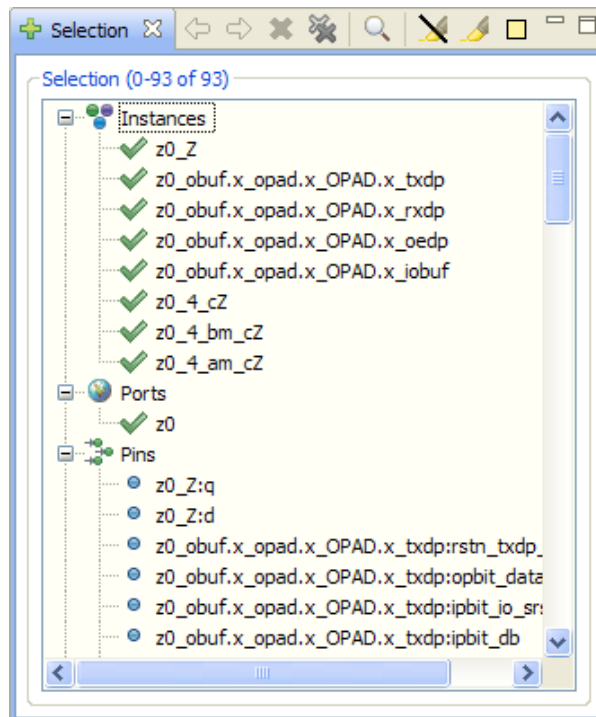 Selection
Selection (0-93 of 93)
Instances
z0_Z
z0_obuf.x_opad.x_OPAD.x_txdp
z0_obuf.x_opad.x_OPAD.x_rxdp
z0_obuf.x_opad.x_OPAD.x_oedp
z0_obuf.x_opad.x_OPAD.x_iobuf
z0_4_cZ
z0_4_bm_cZ
z0_4_am_cZ
Ports
z0
Pins
z0_Z:q
z0_Z:d
z0_obuf.x_opad.x_OPAD.x_txdp:rstn_txdp_
z0_obuf.x_opad.x_OPAD.x_txdp:opbit_data
z0_obuf.x_opad.x_OPAD.x_txdp:ipbit_io_srs
z0_obuf.x_opad.x_OPAD.x_txdp:ipbit_db